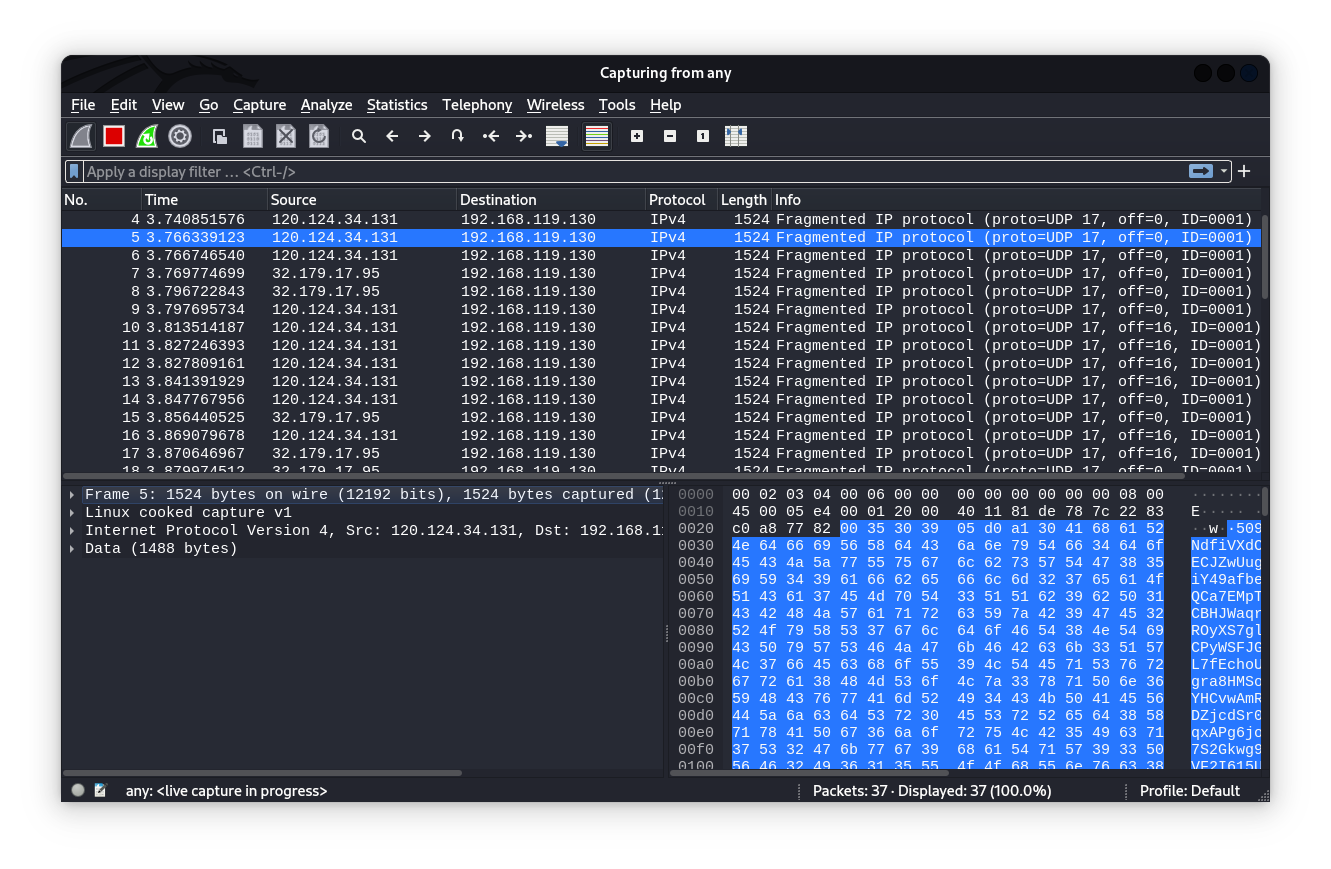 Capturing from any
File Edit View Go Capture Analyze Statistics Telephony Wireless Tools Help
Apply a display filter … <Ctrl-/>
No. Time Source Destination Protocol Length Info
4 3.740851576 120.124.34.131 192.168.119.130 IPv4 1524 Fragmented IP protocol (proto=UDP 17, off=0, ID=0001)
5 3.766339123 120.124.34.131 192.168.119.130 IPv4 1524 Fragmented IP protocol (proto=UDP 17, off=0, ID=0001)
6 3.766746540 120.124.34.131 192.168.119.130 IPv4 1524 Fragmented IP protocol (proto=UDP 17, off=0, ID=0001)
7 3.769774699 32.179.17.95 192.168.119.130 IPv4 1524 Fragmented IP protocol (proto=UDP 17, off=0, ID=0001)
8 3.796722843 32.179.17.95 192.168.119.130 IPv4 1524 Fragmented IP protocol (proto=UDP 17, off=0, ID=0001)
9 3.797695734 120.124.34.131 192.168.119.130 IPv4 1524 Fragmented IP protocol (proto=UDP 17, off=0, ID=0001)
10 3.813514187 120.124.34.131 192.168.119.130 IPv4 1524 Fragmented IP protocol (proto=UDP 17, off=16, ID=0001)
11 3.827246393 120.124.34.131 192.168.119.130 IPv4 1524 Fragmented IP protocol (proto=UDP 17, off=16, ID=0001)
12 3.827809161 120.124.34.131 192.168.119.130 IPv4 1524 Fragmented IP protocol (proto=UDP 17, off=16, ID=0001)
13 3.841391929 120.124.34.131 192.168.119.130 IPv4 1524 Fragmented IP protocol (proto=UDP 17, off=16, ID=0001)
14 3.847767956 120.124.34.131 192.168.119.130 IPv4 1524 Fragmented IP protocol (proto=UDP 17, off=0, ID=0001)
15 3.856440525 32.179.17.95 192.168.119.130 IPv4 1524 Fragmented IP protocol (proto=UDP 17, off=0, ID=0001)
16 3.869079678 120.124.34.131 192.168.119.130 IPv4 1524 Fragmented IP protocol (proto=UDP 17, off=16, ID=0001)
17 3.870646967 32.179.17.95 192.168.119.130 IPv4 1524 Fragmented IP protocol (proto=UDP 17, off=16, ID=0001)
18 3.879974512 32.179.17.95 192.168.119.130 IPv4 1524 Fragmented IP protocol (proto=UDP 17, off=0, ID=0001)
Frame 5: 1524 bytes on wire (12192 bits), 1524 bytes captured (12
Linux cooked capture v1
Internet Protocol Version 4, Src: 120.124.34.131, Dst: 192.168.11
Data (1488 bytes)
0000 00 02 03 04 00 06 00 00 00 00 00 00 00 00 08 00 ········
0010 45 00 05 e4 00 01 20 00 40 11 81 de 78 7c 22 83 E····· ·
0020 c0 a8 77 82 00 35 30 39 05 d0 a1 30 41 68 61 52 ··w··509
0030 4e 64 66 69 56 58 64 43 6a 6e 79 54 66 34 64 6f NdfiVXdC
0040 45 43 4a 5a 77 55 75 67 6c 62 73 57 54 47 38 35 ECJZwUug
0050 69 59 34 39 61 66 62 65 66 6c 6d 32 37 65 61 4f iY49afbe
0060 51 43 61 37 45 4d 70 54 33 51 51 62 39 62 50 31 QCa7EMpT
0070 43 42 48 4a 57 61 71 72 63 59 7a 42 39 47 45 32 CBHJWaqr
0080 52 4f 79 58 53 37 67 6c 64 6f 46 54 38 4e 54 69 ROyXS7gl
0090 43 50 79 57 53 46 4a 47 6b 46 42 63 6b 33 51 57 CPyWSFJG
00a0 4c 37 66 45 63 68 6f 55 39 4c 54 45 71 53 76 72 L7fEchoU
00b0 67 72 61 38 48 4d 53 6f 4c 7a 33 78 71 50 6e 36 gra8HMSo
00c0 59 48 43 76 77 41 6d 52 49 34 43 4b 50 41 45 56 YHCvwAmR
00d0 44 5a 6a 63 64 53 72 30 45 53 72 52 65 64 38 58 DZjcdSr0
00e0 71 78 41 50 67 36 6a 6f 72 75 4c 42 35 49 63 71 qxAPg6jo
00f0 37 53 32 47 6b 77 67 39 68 61 54 71 57 39 33 50 7S2Gkwg9
0100 56 46 32 49 36 31 35 55 4f 4f 68 55 6e 76 63 38 VF2I615U
any: <live capture in progress>
Packets: 37 · Displayed: 37 (100.0%)
Profile: Default